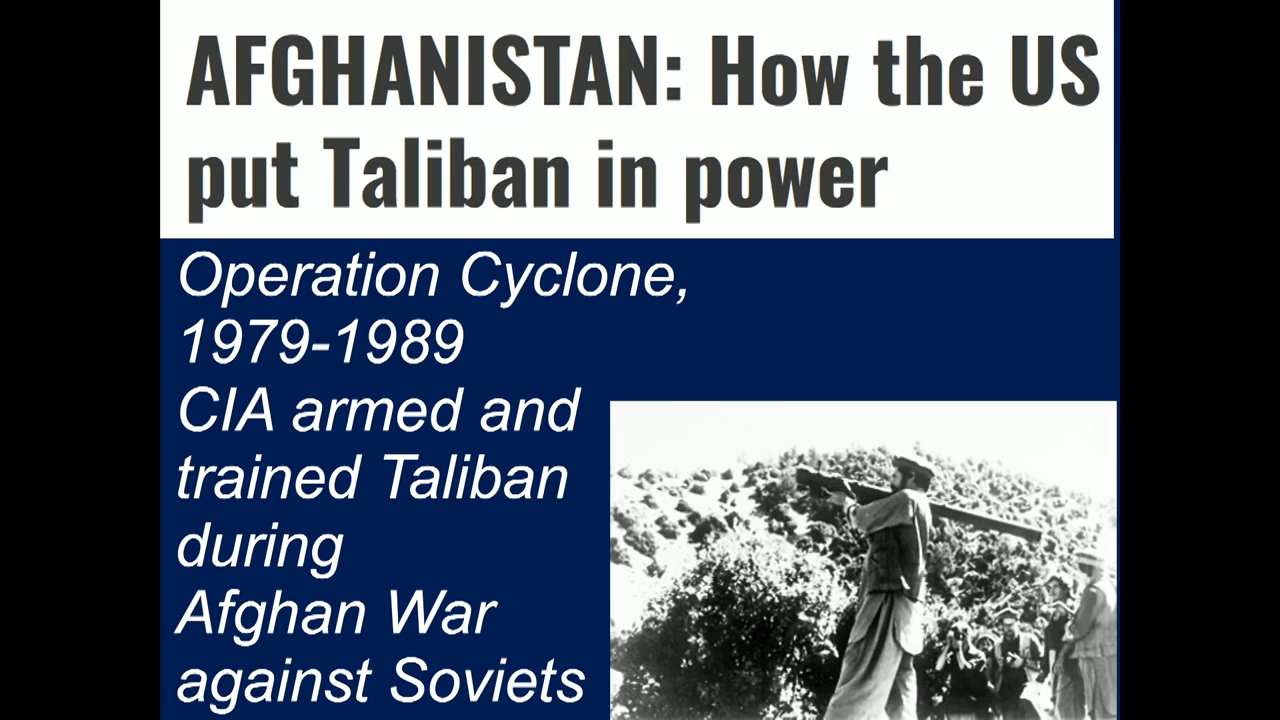 AFGHANISTAN: How the US
put Taliban in power
Operation Cyclone,
1979-1989
CIA armed and
trained Taliban
during
Afghan War
against Soviets